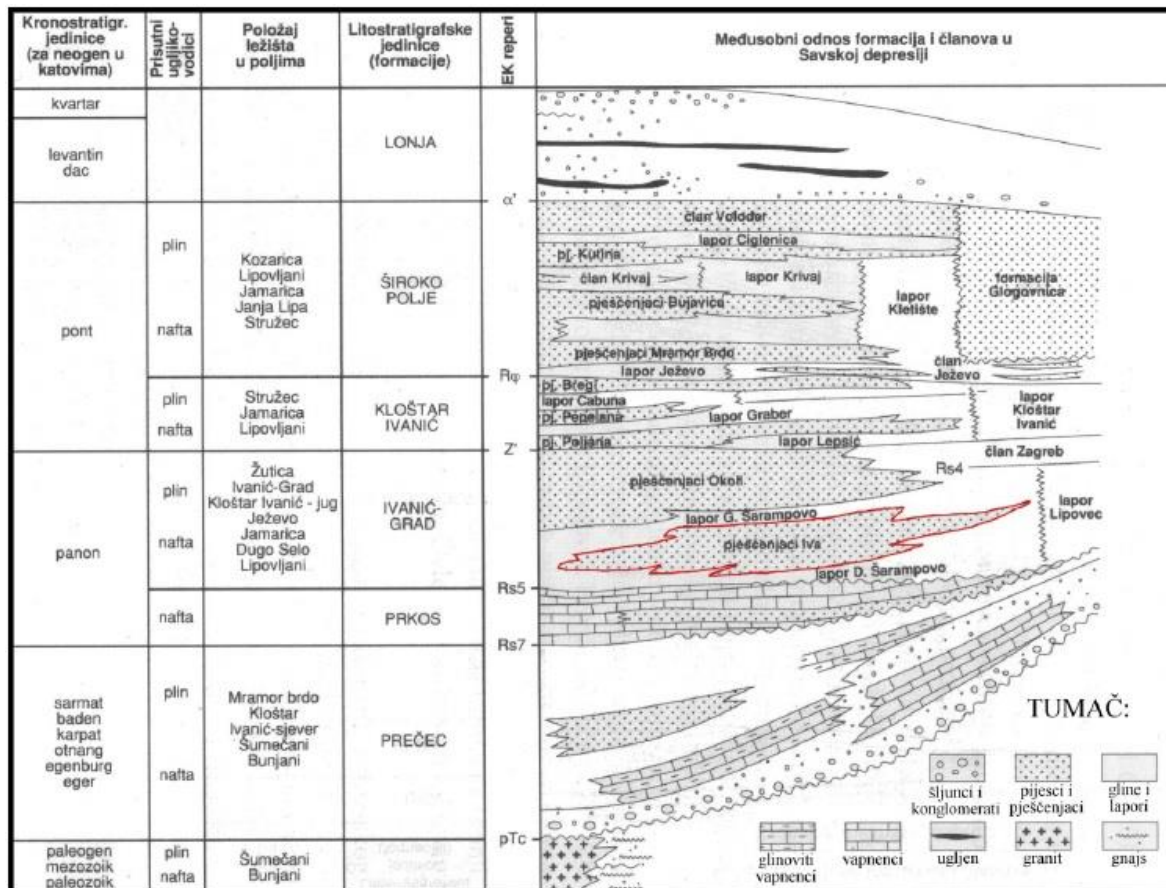 Kronostratigr.
jedinice
(za neogen u
katovima)
Prisutni
ugljiko-
vodici
Položaj
ležišta
u poljima
Litostratigrafske
jedinice
(formacije)
EK reperi
Međusobni odnos formacija i članova u
Savskoj depresiji
kvartar
levantin
dac
LONJA
α'
pont
plin
nafta
Kozarica
Lipovljani
Jamarica
Janja Lipa
Stružec
ŠIROKO
POLJE
član Voloder
lapor Ciglenica
pj. Kutina
član Krivaj
lapor Krivaj
pješčenjaci Bujavica
lapor
Kletište
formacija
Glogovnica
pješčenjaci Mramor Brdo
lapor Ježevo
član
Ježevo
Rφ
plin
nafta
Stružec
Jamarica
Lipovljani
KLOŠTAR
IVANIĆ
pj. Breg
lapor Cabuna
pj. Pepelana
lapor Graber
pj. Poljana
lapor Lepsić
lapor
Kloštar
Ivanić
Z'
panon
plin
nafta
Žutica
Ivanić-Grad
Kloštar Ivanić - jug
Ježevo
Jamarica
Dugo Selo
Lipovljani
IVANIĆ-
GRAD
član Zagreb
Rs4
pješčenjaci Okoli
lapor G. Šarampovo
pješčenjaci Iva
lapor D. Šarampovo
lapor
Lipovec
Rs5
nafta
PRKOS
Rs7
sarmat
baden
karpat
otnang
egenburg
eger
plin
nafta
Mramor brdo
Kloštar
Ivanić-sjever
Šumećani
Bunjani
PREČEC
pTc
paleogen
mezozoik
paleozoik
plin
nafta
Šumećani
Bunjani
TUMAČ:
šljunci i
konglomerati
pijesci i
pješčenjaci
gline i
lapori
glinoviti
vapnenci
vapnenci
ugljen
granit
gnajs